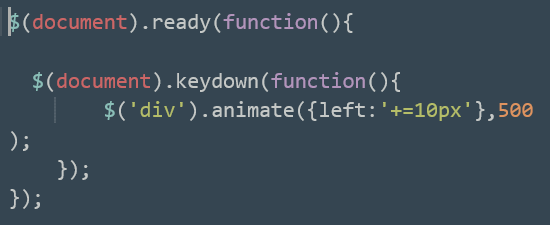 $(document).ready(function(){
$(document).keydown(function(){
$('div').animate({left:'+=10px'},500
);
});
});